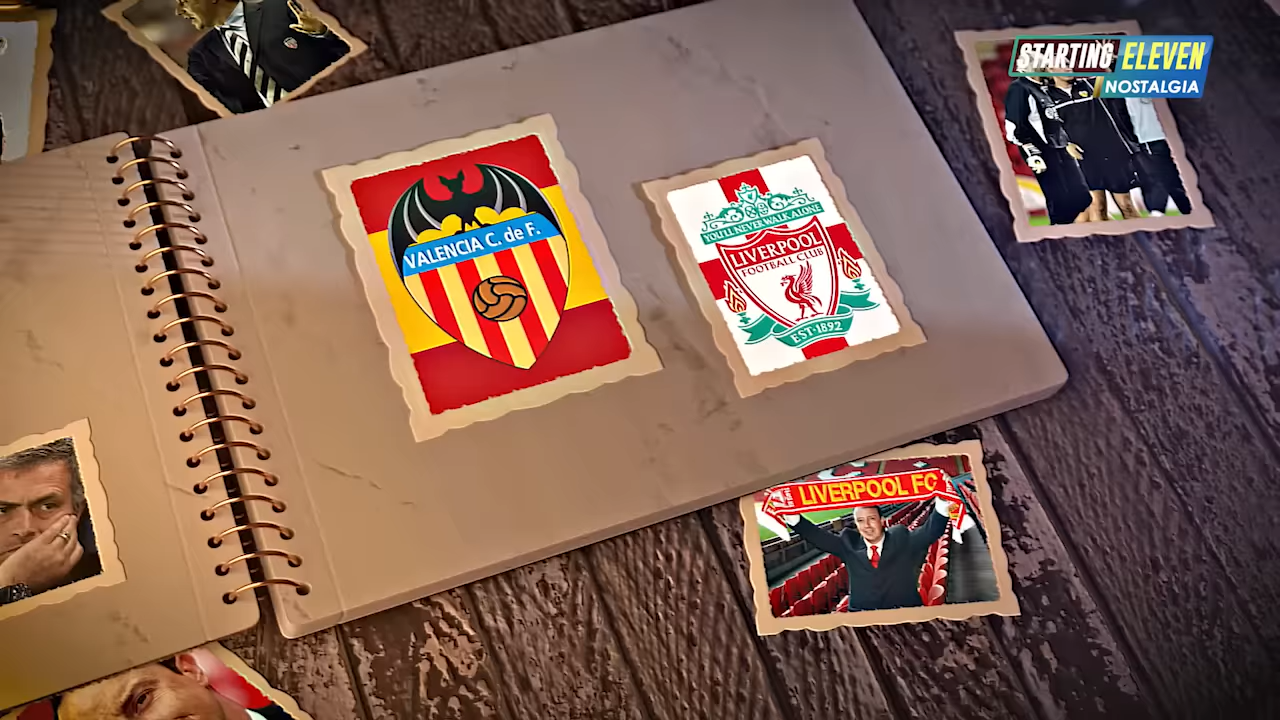 STARTING ELEVEN
NOSTALGIA
VALENCIA C. de F.
YOU'LL NEVER WALK ALONE
LIVERPOOL
FOOTBALL CLUB
EST·1892
LIVERPOOL FC